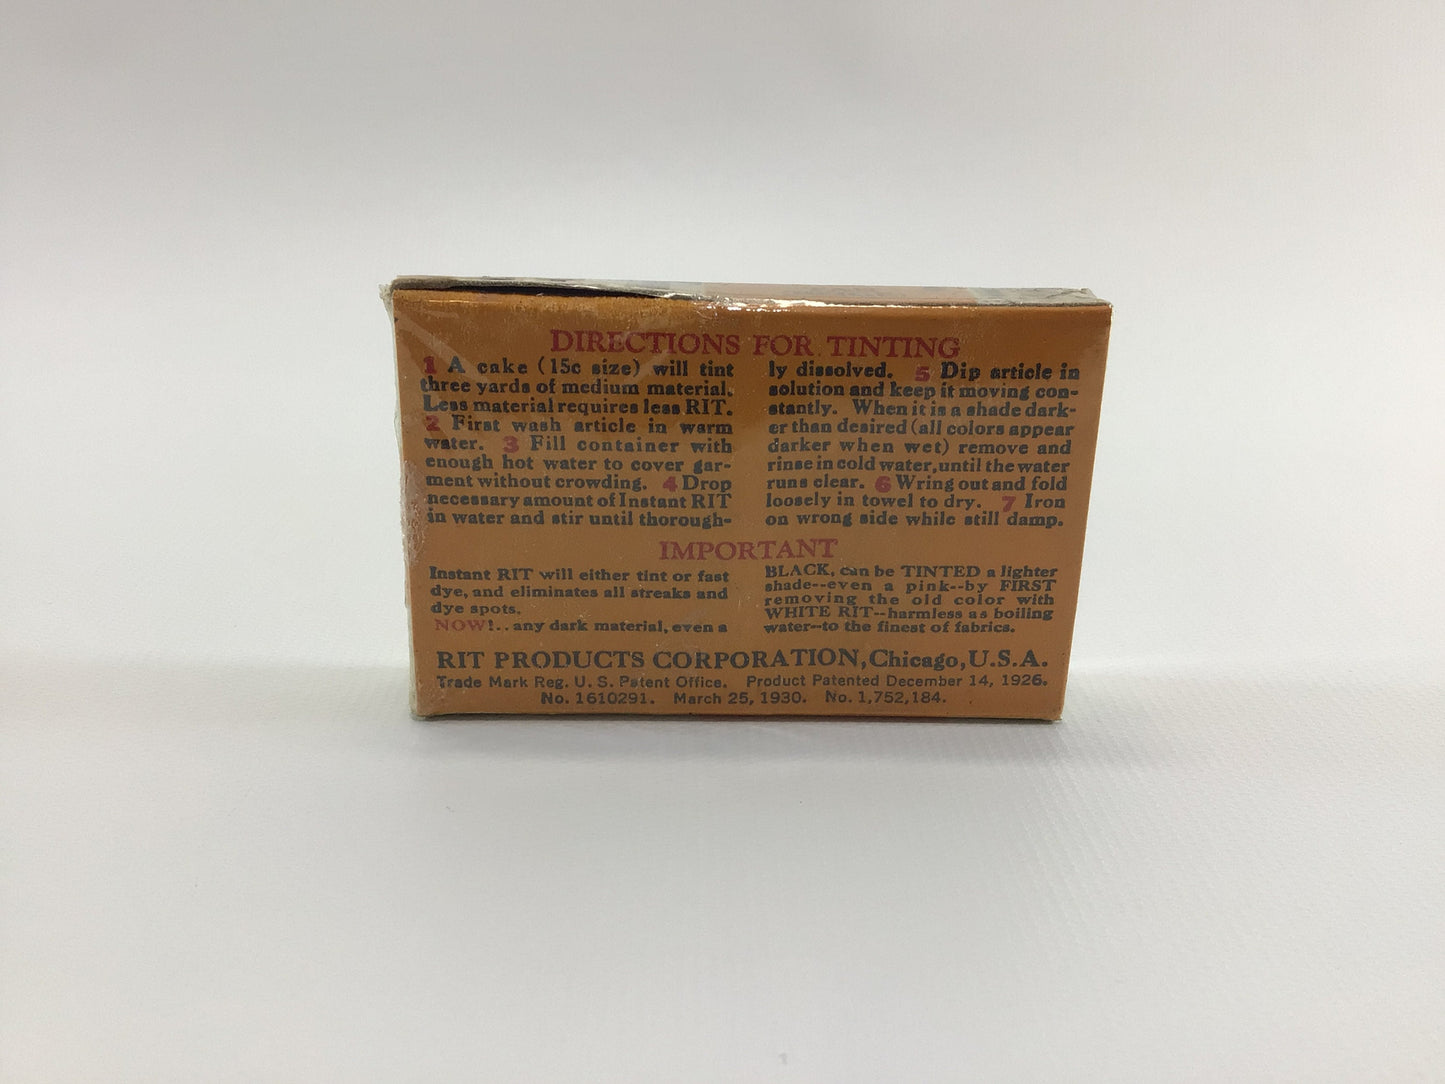 DIRECTIONS FOR TINTING
1 A cake (15c size) will tint
three yards of medium material.
Less material requires less RIT.
2 First wash article in warm
water. 3 Fill container with
enough hot water to cover gar-
ment without crowding. 4 Drop
necessary amount of Instant RIT
in water and stir until thorough-
ly dissolved. 5 Dip article in
solution and keep it moving con-
stantly. When it is a shade dark-
er than desired (all colors appear
darker when wet) remove and
rinse in cold water, until the water
runs clear. 6 Wring out and fold
loosely in towel to dry. 7 Iron
on wrong side while still damp.
IMPORTANT
Instant RIT will either tint or fast
dye, and eliminates all streaks and
dye spots.
NOW!.. any dark material, even a
BLACK, can be TINTED a lighter
shade--even a pink--by FIRST
removing the old color with
WHITE RIT--harmless as boiling
water--to the finest of fabrics.
RIT PRODUCTS CORPORATION, Chicago, U.S.A.
Trade Mark Reg. U. S. Patent Office. Product Patented December 14, 1926.
No. 1610291. March 25, 1930. No. 1,752,184.